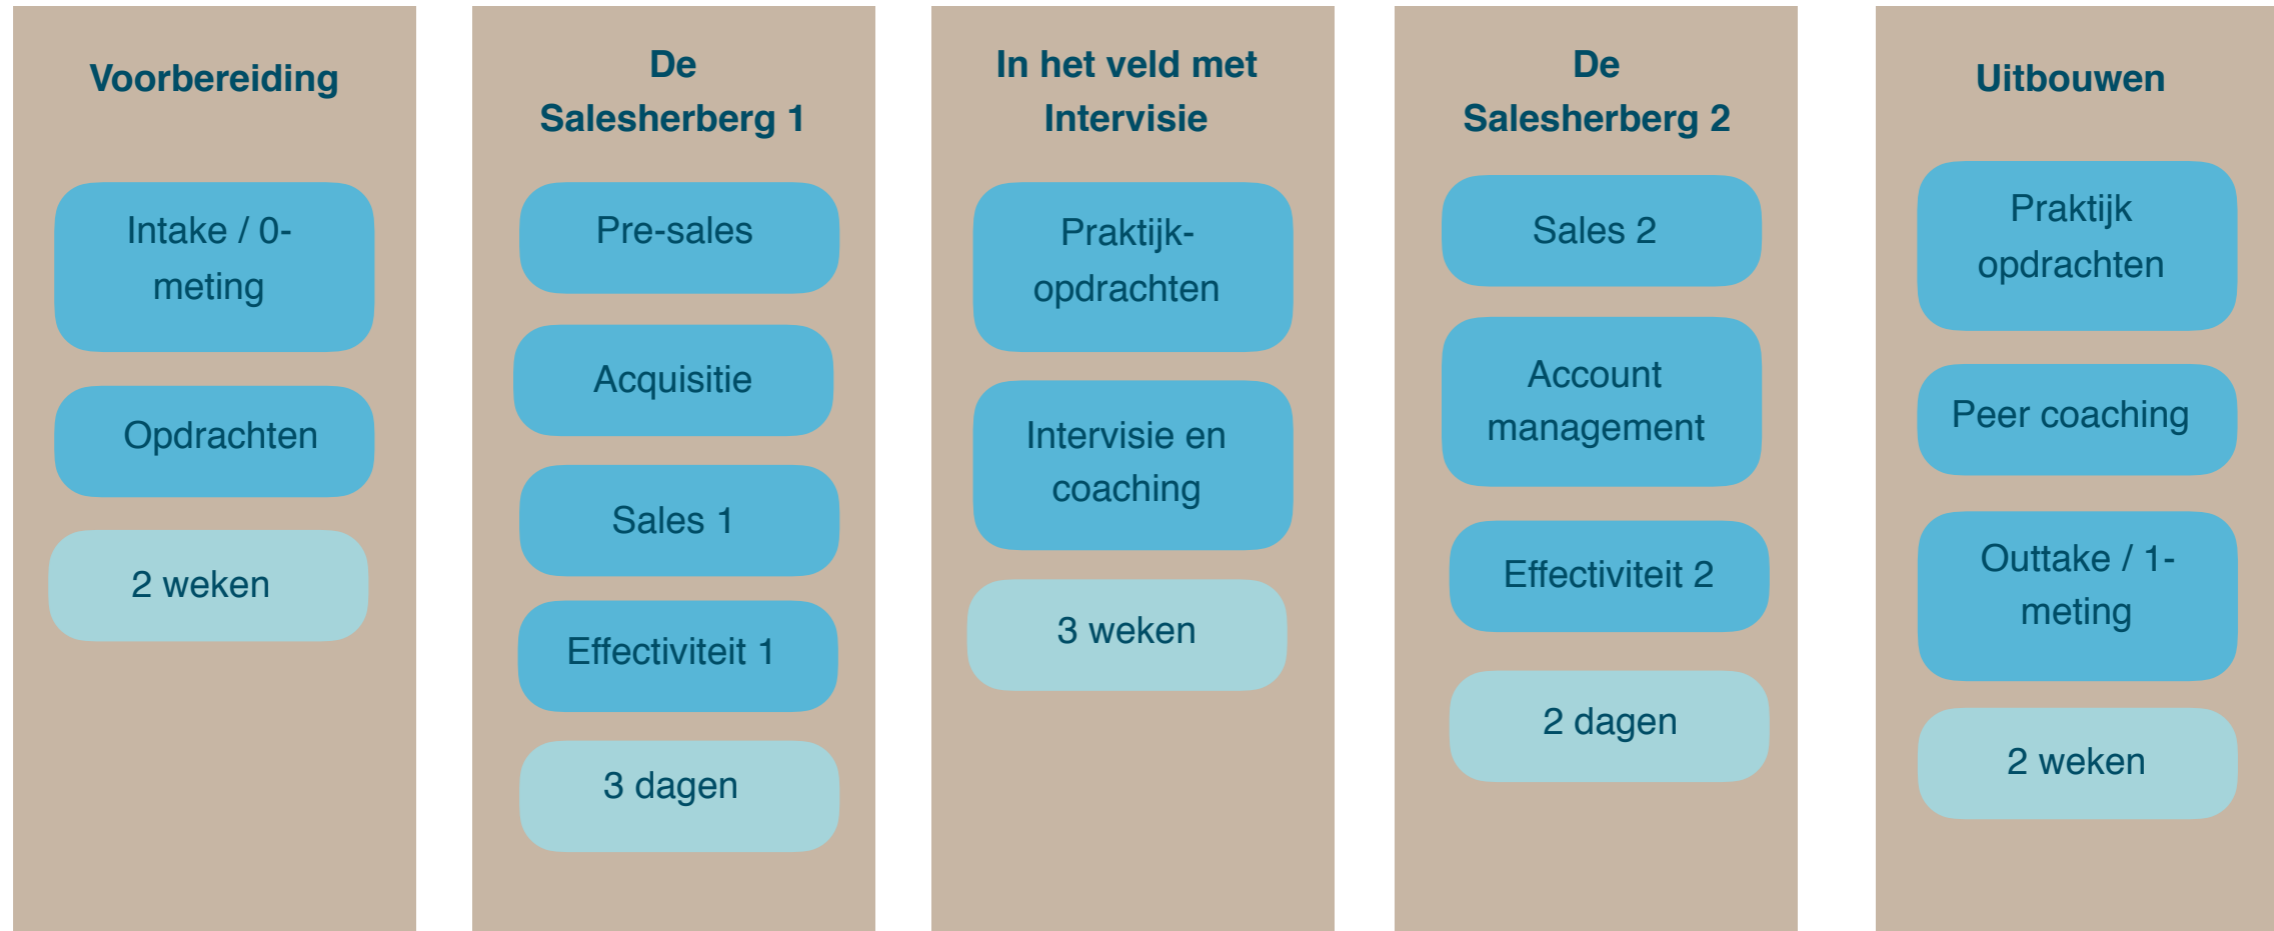 Voorbereiding
Intake / 0-
meting
Opdrachten
2 weken
De
Salesherberg 1
Pre-sales
Acquisitie
Sales 1
Effectiviteit 1
3 dagen
In het veld met
Intervisie
Praktijk-
opdrachten
Intervisie en
coaching
3 weken
De
Salesherberg 2
Sales 2
Account
management
Effectiviteit 2
2 dagen
Uitbouwen
Praktijk
opdrachten
Peer coaching
Outtake / 1-
meting
2 weken